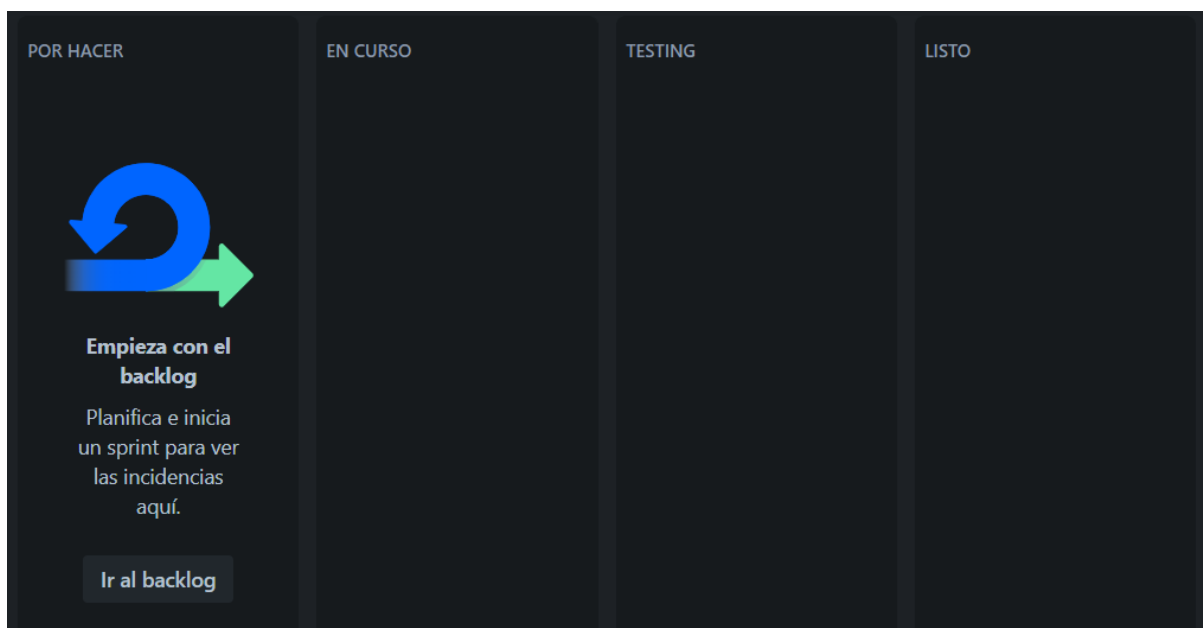 POR HACER
EN CURSO
TESTING
LISTO
Empieza con el
backlog
Planifica e inicia
un sprint para ver
las incidencias
aquí.
Ir al backlog